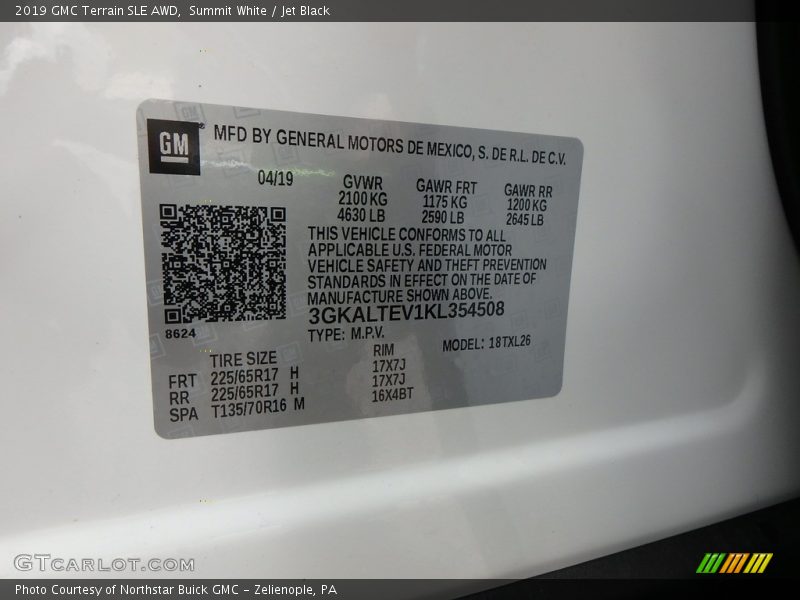 2019 GMC Terrain SLE AWD,  Summit White / Jet Black
GM ® MFD BY GENERAL MOTORS DE MEXICO, S. DE R.L. DE C.V.
04/19 GVWR GAWR FRT GAWR RR
2100 KG 1175 KG 1200 KG
4630 LB 2590 LB 2645 LB
THIS VEHICLE CONFORMS TO ALL
APPLICABLE U.S. FEDERAL MOTOR
VEHICLE SAFETY AND THEFT PREVENTION
STANDARDS IN EFFECT ON THE DATE OF
MANUFACTURE SHOWN ABOVE.
3GKALTEV1KL354508
8624
TYPE: M.P.V. MODEL: 18TXL26
TIRE SIZE RIM
FRT 225/65R17 H 17X7J
RR 225/65R17 H 17X7J
SPA T135/70R16 M 16X4BT
GTCARLOT.COM
Photo Courtesy of Northstar Buick GMC - Zelienople, PA